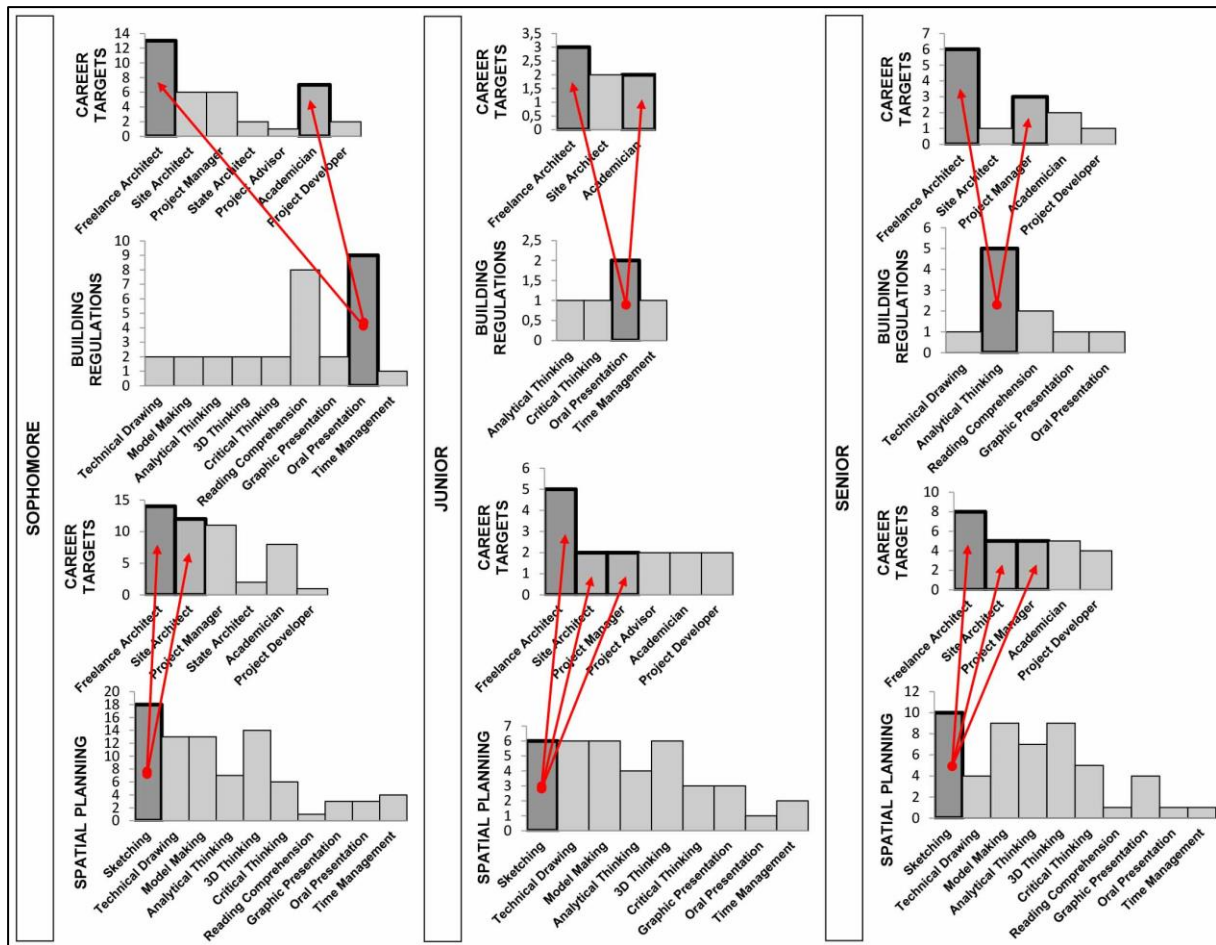 SOPHOMORE
CAREER
TARGETS
14
12
10
8
6
4
2
0
Freelance Architect
Site Architect
Project Manager
State Architect
Project Advisor
Academician
Project Developer
BUILDING
REGULATIONS
10
9
8
7
6
5
4
3
2
1
0
Technical Drawing
Model Making
Analytical Thinking
3D Thinking
Critical Thinking
Reading Comprehension
Graphic Presentation
Oral Presentation
Time Management
CAREER
TARGETS
15
10
5
0
Freelance Architect
Site Architect
Project Manager
State Architect
Academician
Project Developer
SPATIAL PLANNING
20
18
16
14
12
10
8
6
4
2
0
Sketching
Technical Drawing
Model Making
Analytical Thinking
3D Thinking
Critical Thinking
Reading Comprehension
Graphic Presentation
Oral Presentation
Time Management
JUNIOR
CAREER
TARGETS
3,5
3
2,5
2
1,5
1
0,5
0
Freelance Architect
Site Architect
Academician
BUILDING
REGULATIONS
2,5
2
1,5
1
0,5
0
Analytical Thinking
Critical Thinking
Oral Presentation
Time Management
CAREER
TARGETS
6
5
4
3
2
1
0
Freelance Architect
Site Architect
Project Manager
Project Advisor
Academician
Project Developer
SPATIAL PLANNING
7
6
5
4
3
2
1
0
Sketching
Technical Drawing
Model Making
Analytical Thinking
3D Thinking
Critical Thinking
Graphic Presentation
Oral Presentation
Time Management
SENIOR
CAREER
TARGETS
7
6
5
4
3
2
1
0
Freelance Architect
Site Architect
Project Manager
Academician
Project Developer
BUILDING
REGULATIONS
6
5
4
3
2
1
0
Technical Drawing
Analytical Thinking
Reading Comprehension
Graphic Presentation
Oral Presentation
CAREER
TARGETS
10
8
6
4
2
0
Freelance Architect
Site Architect
Project Manager
Academician
Project Developer
SPATIAL PLANNING
12
10
8
6
4
2
0
Sketching
Technical Drawing
Model Making
Analytical Thinking
3D Thinking
Critical Thinking
Reading Comprehension
Graphic Presentation
Oral Presentation
Time Management